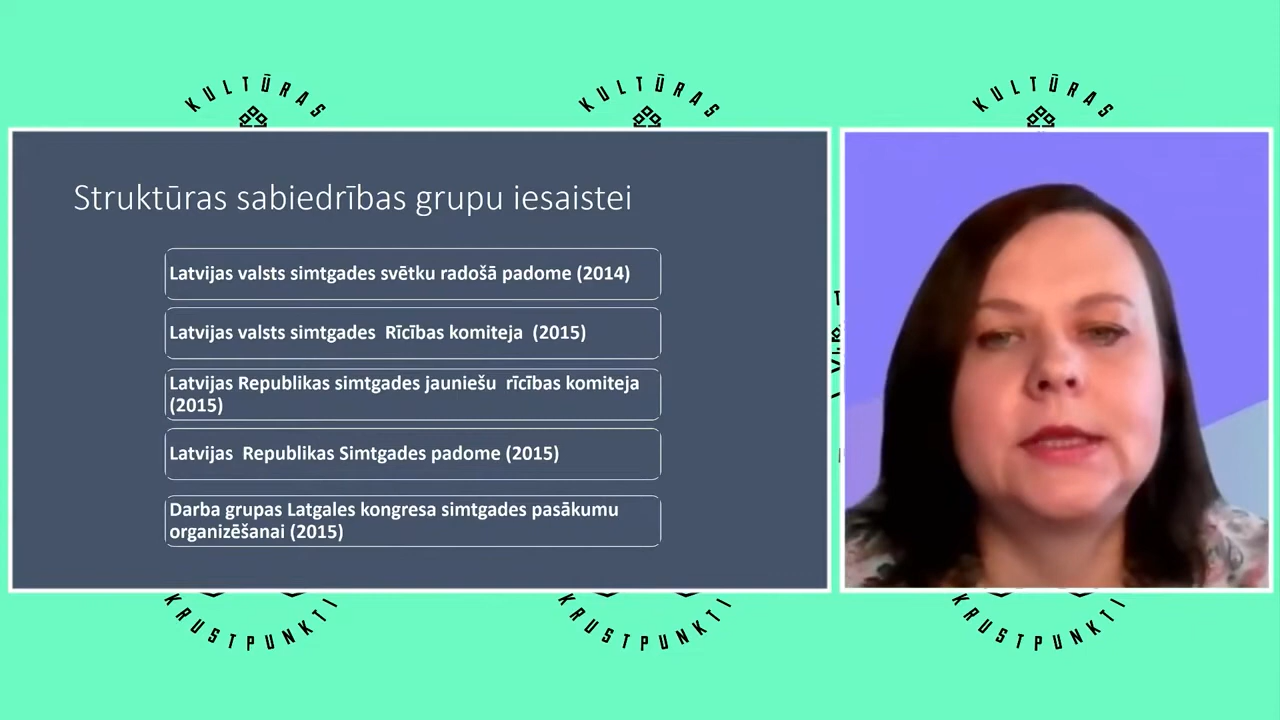 KULTŪRAS
KULTŪRAS
KULTŪRAS
Struktūras sabiedrības grupu iesaistei
Latvijas valsts simtgades svētku radošā padome (2014)
Latvijas valsts simtgades Rīcības komiteja (2015)
Latvijas Republikas simtgades jauniešu rīcības komiteja
(2015)
Latvijas Republikas Simtgades padome (2015)
Darba grupas Latgales kongresa simtgades pasākumu
organizēšanai (2015)
KRUSTPUNKTI
KRUSTPUNKTI
KRUSTPUNKTI